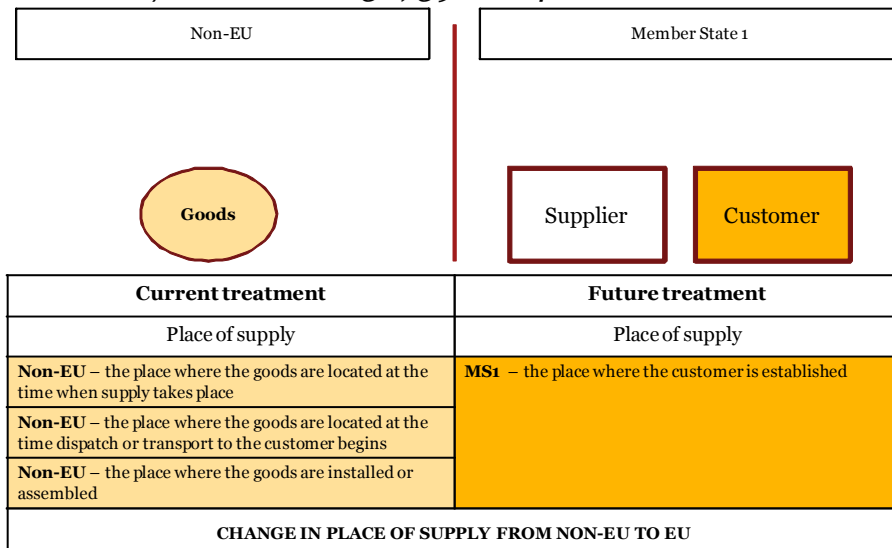 Non-EU
Member State 1
Goods
Supplier
Customer
Current treatment
Future treatment
Place of supply
Place of supply
Non-EU – the place where the goods are located at the
time when supply takes place
MS1 – the place where the customer is established
Non-EU – the place where the goods are located at the
time dispatch or transport to the customer begins
Non-EU – the place where the goods are installed or
assembled
CHANGE IN PLACE OF SUPPLY FROM NON-EU TO EU